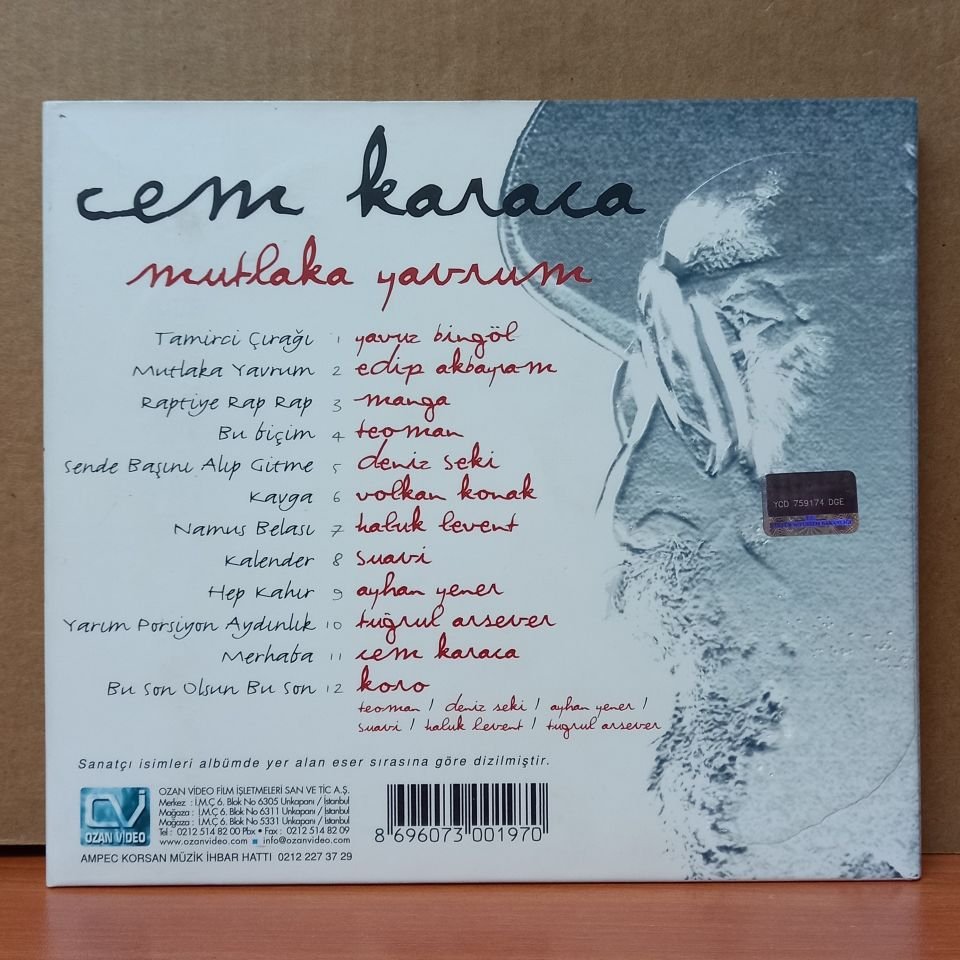 cem karaca
mutlaka yavrum
Tamirci Çırağı 1 yavuz bingöl
Mutlaka Yavrum 2 edip akbayram
Raptiye Rap Rap 3 manga
Bu biçim 4 teoman
Sende Başını Alıp Gitme 5 deniz seki
Kavga 6 volkan konak
Namus Belası 7 haluk levent
Kalender 8 suavi
Hep Kahır 9 ayhan yener
Yarım Porsiyon Aydınlık 10 tuğrul arsever
Merhaba 11 cem karaca
Bu Son Olsun Bu Son 12 koro
teoman / deniz seki / ayhan yener /
suavi / haluk levent / tuğrul arsever
YCD 759174 DGE
Sanatçı isimleri albümde yer alan eser sırasına göre dizilmiştir.
CVİ
OZAN VİDEO
OZAN VİDEO FİLM İŞLETMELERİ SAN VE TİC A.Ş.
Merkez : İ.M.Ç 6. Blok No 6305 Unkapanı / İstanbul
Mağaza : İ.M.Ç 6. Blok No 6311 Unkapanı / İstanbul
Mağaza : İ.M.Ç 6. Blok No 5331 Unkapanı / İstanbul
Tel : 0212 514 82 00 Pbx • Fax : 0212 514 82 09
www.ozanvideo.com ▪ info@ozanvideo.com
8 696073 001970
AMPEC KORSAN MÜZİK İHBAR HATTI 0212 227 37 29